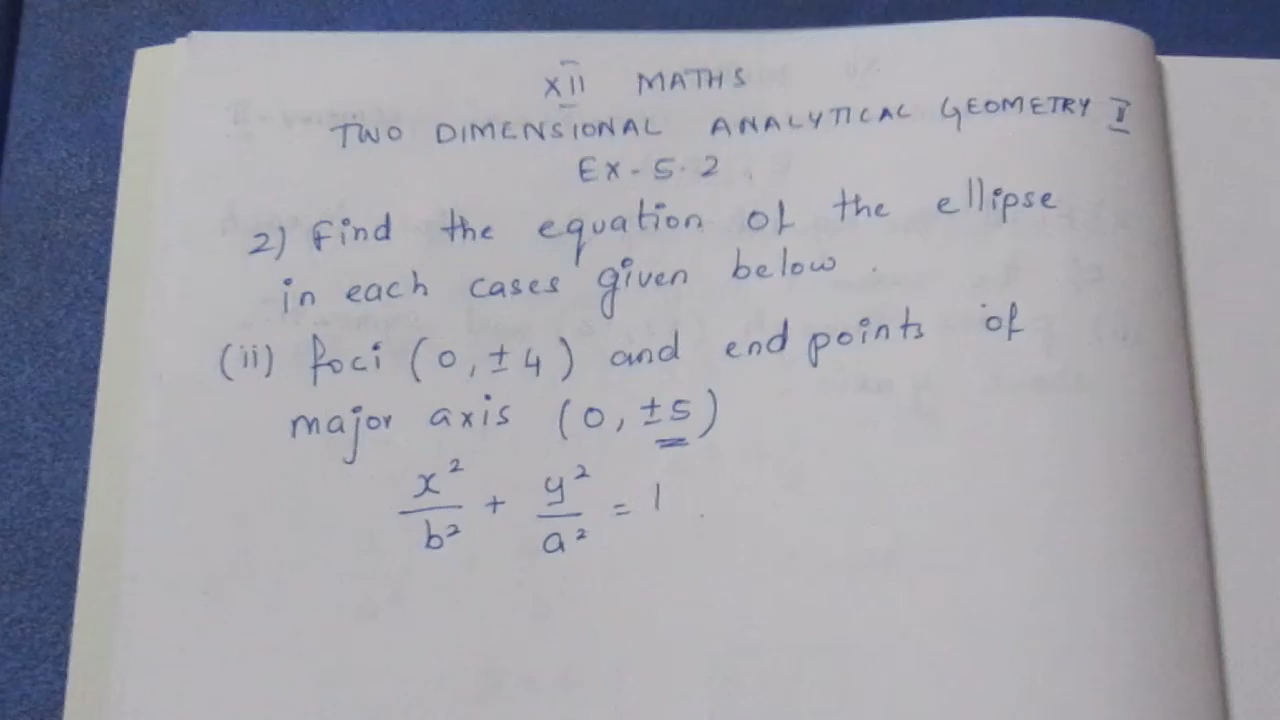 XII MATHS
TWO DIMENSIONAL ANALYTICAL GEOMETRY II
EX-5.2
2) Find the equation of the ellipse
in each cases given below.
(ii) foci (0, ±4) and end points of
major axis (0, ±5)
x²/b² + y²/a² = 1